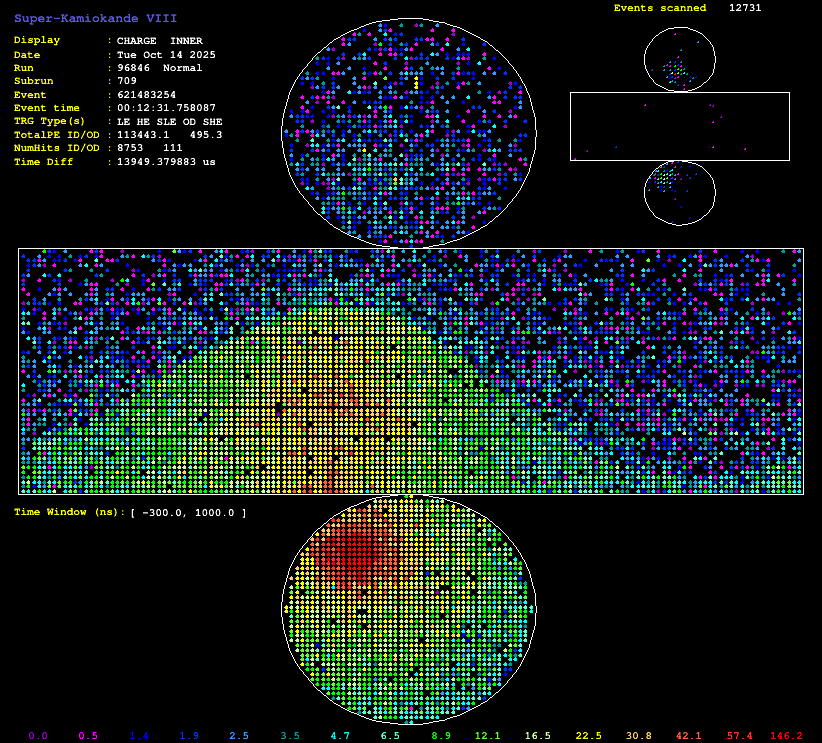 Super-Kamiokande VIII
Events scanned 12731
Display : CHARGE INNER
Date : Tue Oct 14 2025
Run : 96846 Normal
Subrun : 709
Event : 621483254
Event time : 00:12:31.758087
TRG Type(s) : LE HE SLE OD SHE
TotalPE ID/OD : 113443.1 495.3
NumHits ID/OD : 8753 111
Time Diff : 13949.379883 us
Time Window (ns): [ -300.0, 1000.0 ]
0.0 0.5 1.4 1.9 2.5 3.5 4.7 6.5 8.9 12.1 16.5 22.5 30.8 42.1 57.4 146.2